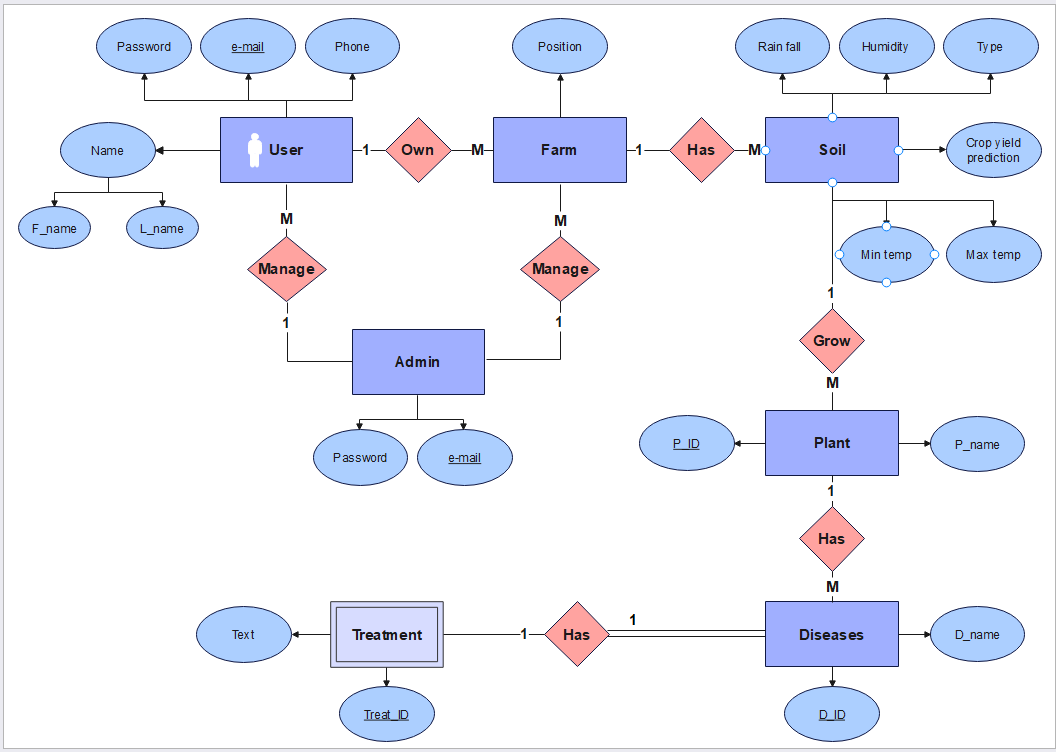 Password
e-mail
Phone
Position
Rain fall
Humidity
Type
Name
User
1
Own
M
Farm
1
Has
M
Soil
Crop yield
prediction
F_name
L_name
M
M
Min temp
Max temp
Manage
Manage
1
1
1
Grow
Admin
M
Password
e-mail
P_ID
Plant
P_name
1
Has
M
Text
Treatment
1
Has
1
Diseases
D_name
Treat_ID
D_ID